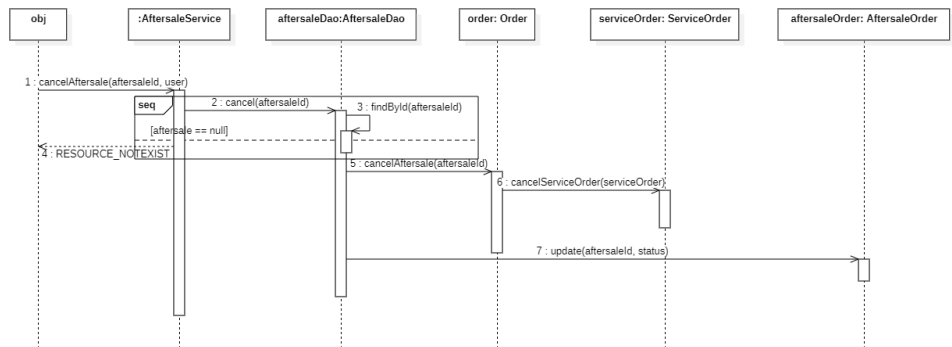 obj
:AftersaleService
aftersaleDao:AftersaleDao
order: Order
serviceOrder: ServiceOrder
aftersaleOrder: AftersaleOrder
1 : cancelAftersale(aftersaleId, user)
seq
2 : cancel(aftersaleId)
3 : findById(aftersaleId)
[aftersale == null]
4 : RESOURCE_NOTEXIST
5 : cancelAftersale(aftersaleId)
6 : cancelServiceOrder(serviceOrder)
7 : update(aftersaleId, status)